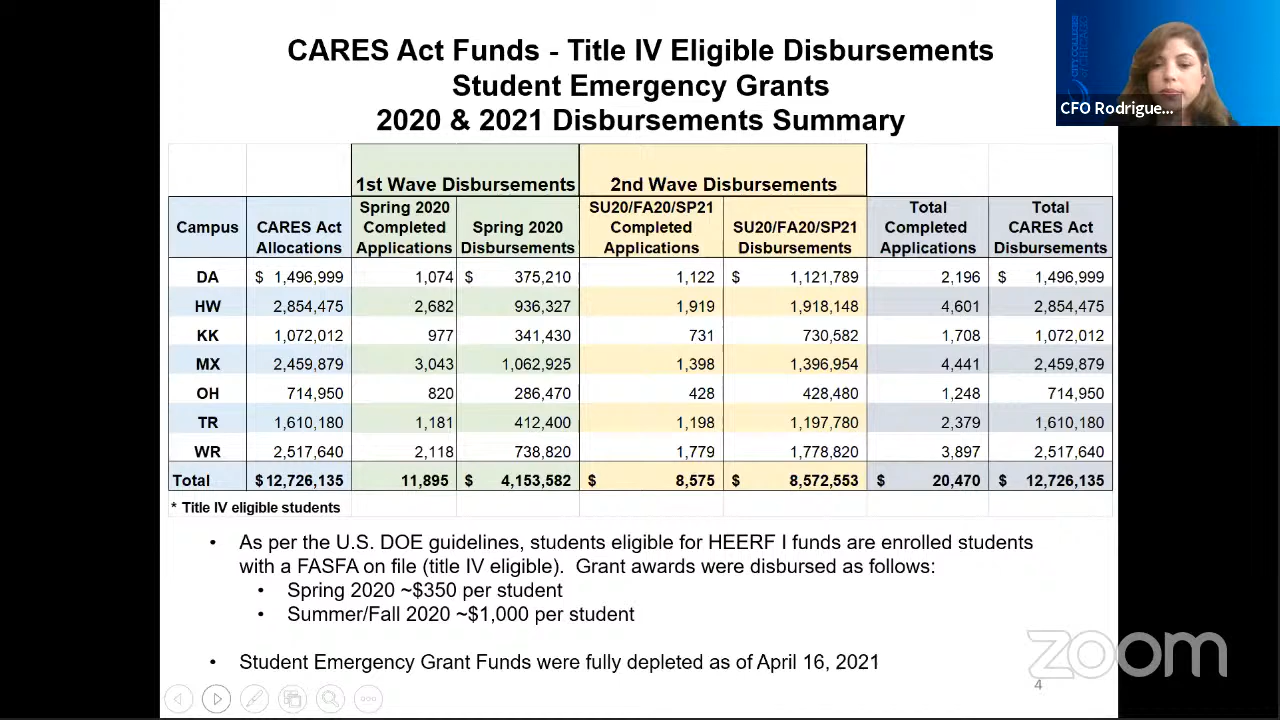 CARES Act Funds - Title IV Eligible Disbursements
Student Emergency Grants
2020 & 2021 Disbursements Summary
CITY COLLEGES
of CHICAGO
CFO Rodrigue...
1st Wave Disbursements 2nd Wave Disbursements
Campus CARES Act Allocations Spring 2020 Completed Applications Spring 2020 Disbursements SU20/FA20/SP21 Completed Applications SU20/FA20/SP21 Disbursements Total Completed Applications Total CARES Act Disbursements
DA $ 1,496,999 1,074 $ 375,210 1,122 $ 1,121,789 2,196 $ 1,496,999
HW 2,854,475 2,682 936,327 1,919 1,918,148 4,601 2,854,475
KK 1,072,012 977 341,430 731 730,582 1,708 1,072,012
MX 2,459,879 3,043 1,062,925 1,398 1,396,954 4,441 2,459,879
OH 714,950 820 286,470 428 428,480 1,248 714,950
TR 1,610,180 1,181 412,400 1,198 1,197,780 2,379 1,610,180
WR 2,517,640 2,118 738,820 1,779 1,778,820 3,897 2,517,640
Total $ 12,726,135 11,895 $ 4,153,582 $ 8,575 $ 8,572,553 $ 20,470 $ 12,726,135
* Title IV eligible students
• As per the U.S. DOE guidelines, students eligible for HEERF I funds are enrolled students
with a FASFA on file (title IV eligible). Grant awards were disbursed as follows:
• Spring 2020 ~$350 per student
• Summer/Fall 2020 ~$1,000 per student
• Student Emergency Grant Funds were fully depleted as of April 16, 2021
zoom
4